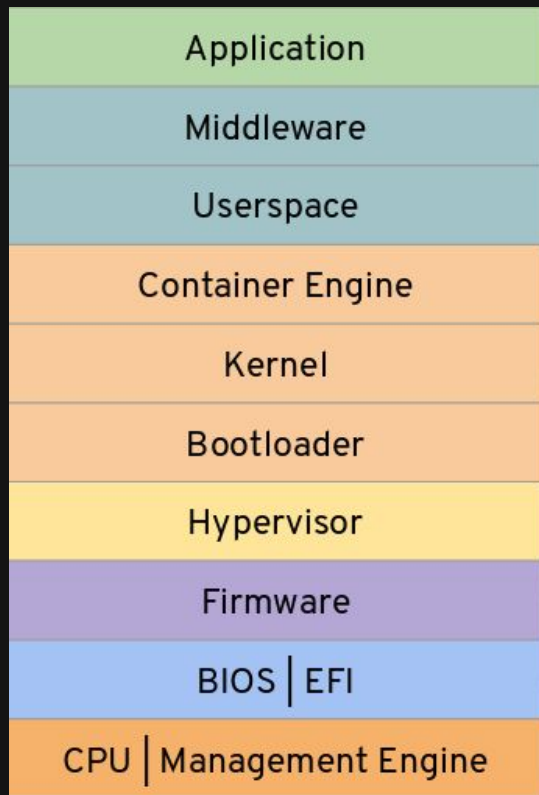 Application
Middleware
Userspace
Container Engine
Kernel
Bootloader
Hypervisor
Firmware
BIOS | EFI
CPU | Management Engine